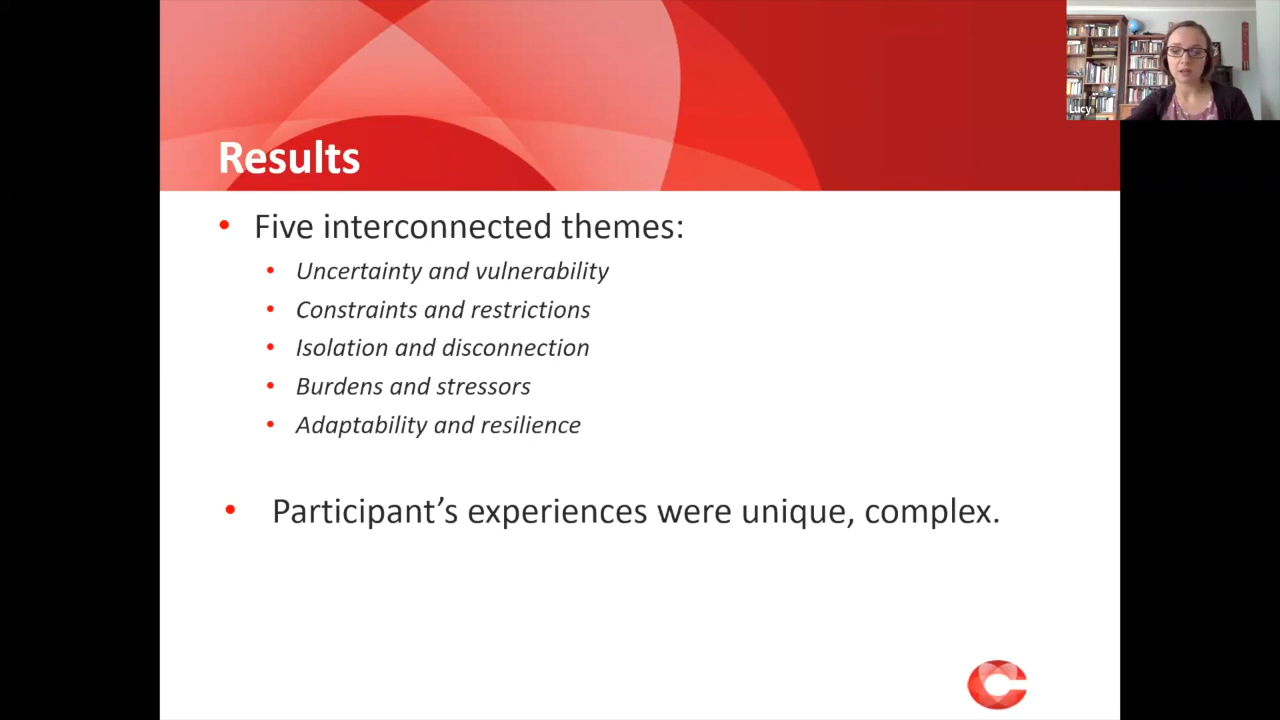 Lucy
Results
• Five interconnected themes:
• Uncertainty and vulnerability
• Constraints and restrictions
• Isolation and disconnection
• Burdens and stressors
• Adaptability and resilience
• Participant’s experiences were unique, complex.